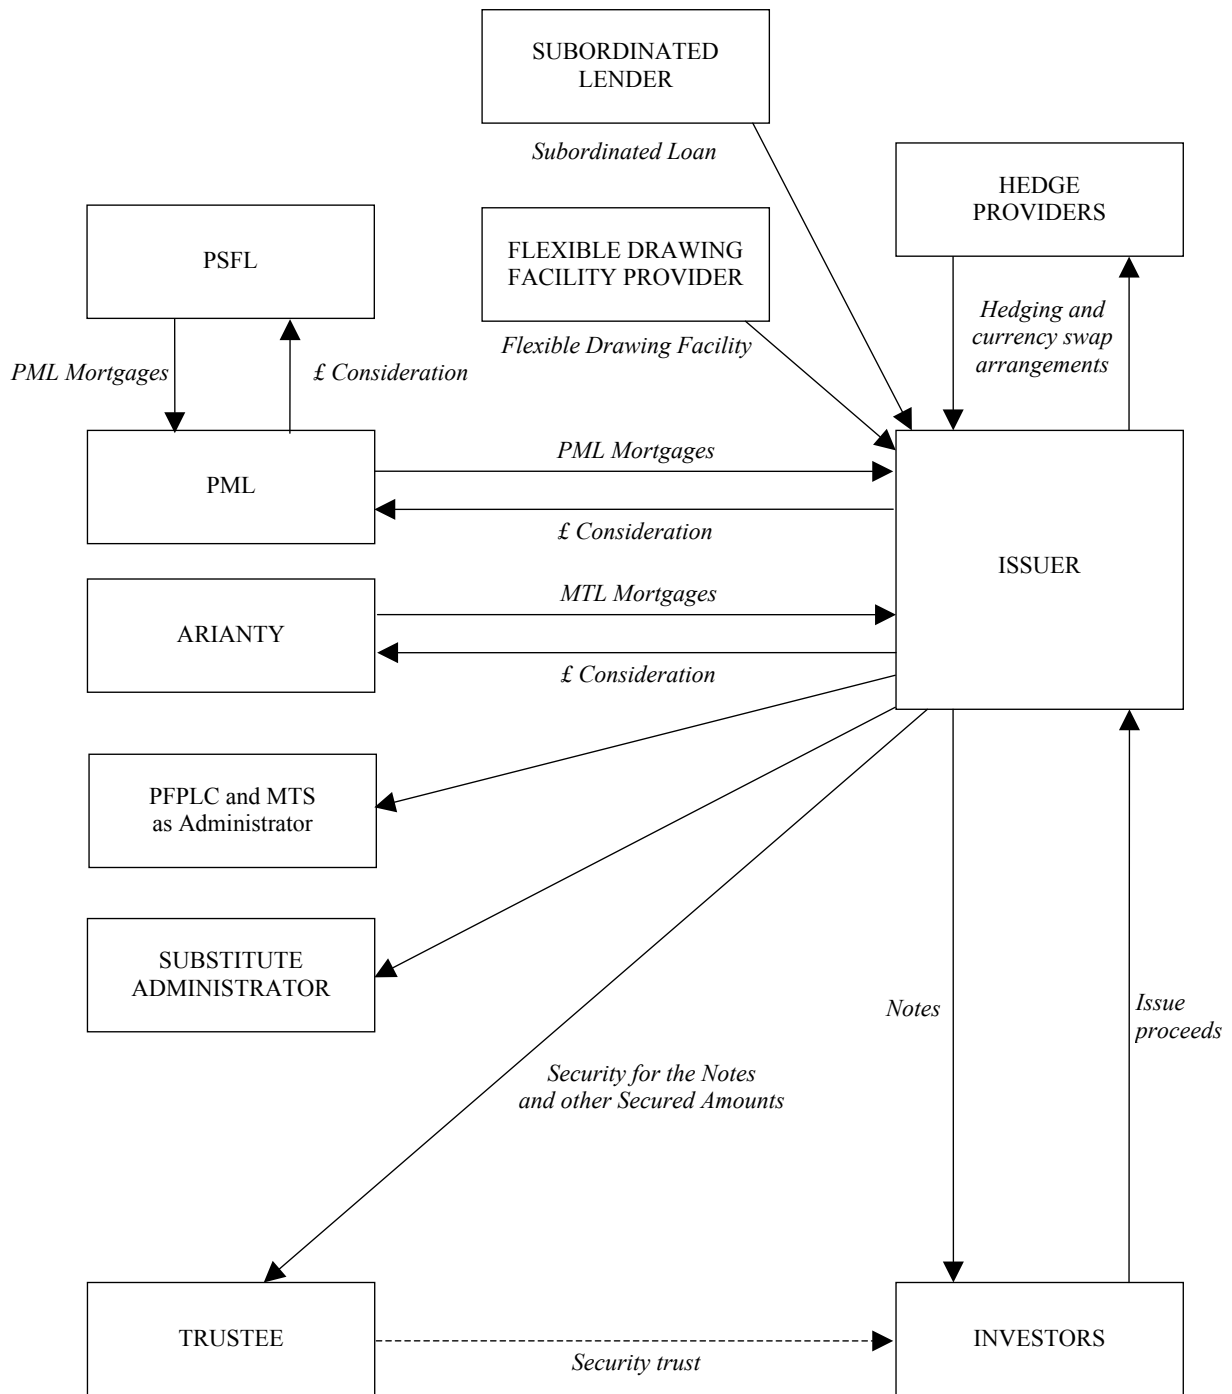 SUBORDINATED
LENDER
Subordinated Loan
HEDGE
PROVIDERS
PSFL
FLEXIBLE DRAWING
FACILITY PROVIDER
Hedging and
currency swap
arrangements
Flexible Drawing Facility
PML Mortgages
£ Consideration
PML
PML Mortgages
£ Consideration
ISSUER
ARIANTY
MTL Mortgages
£ Consideration
PFPLC and MTS
as Administrator
SUBSTITUTE
ADMINISTRATOR
Notes
Issue
proceeds
Security for the Notes
and other Secured Amounts
TRUSTEE
Security trust
INVESTORS